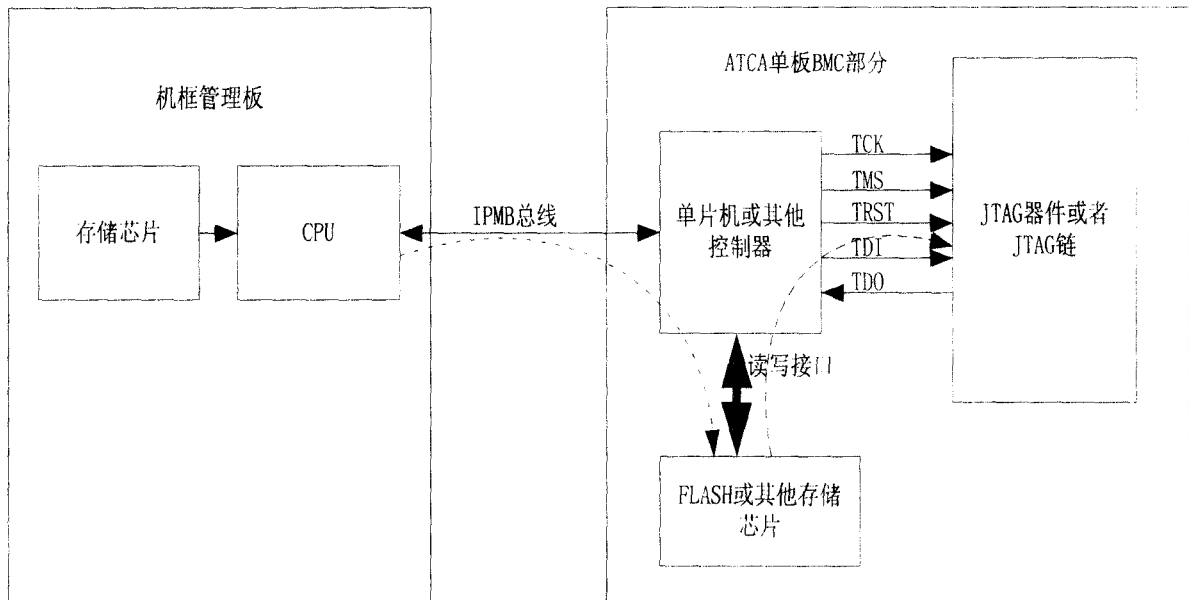 机框管理板
存储芯片
CPU
IPMB总线
ATCA单板BMC部分
单片机或其他
控制器
TCK
TMS
TRST
TDI
TDO
JTAG器件或者
JTAG链
读写接口
FLASH或其他存储
芯片